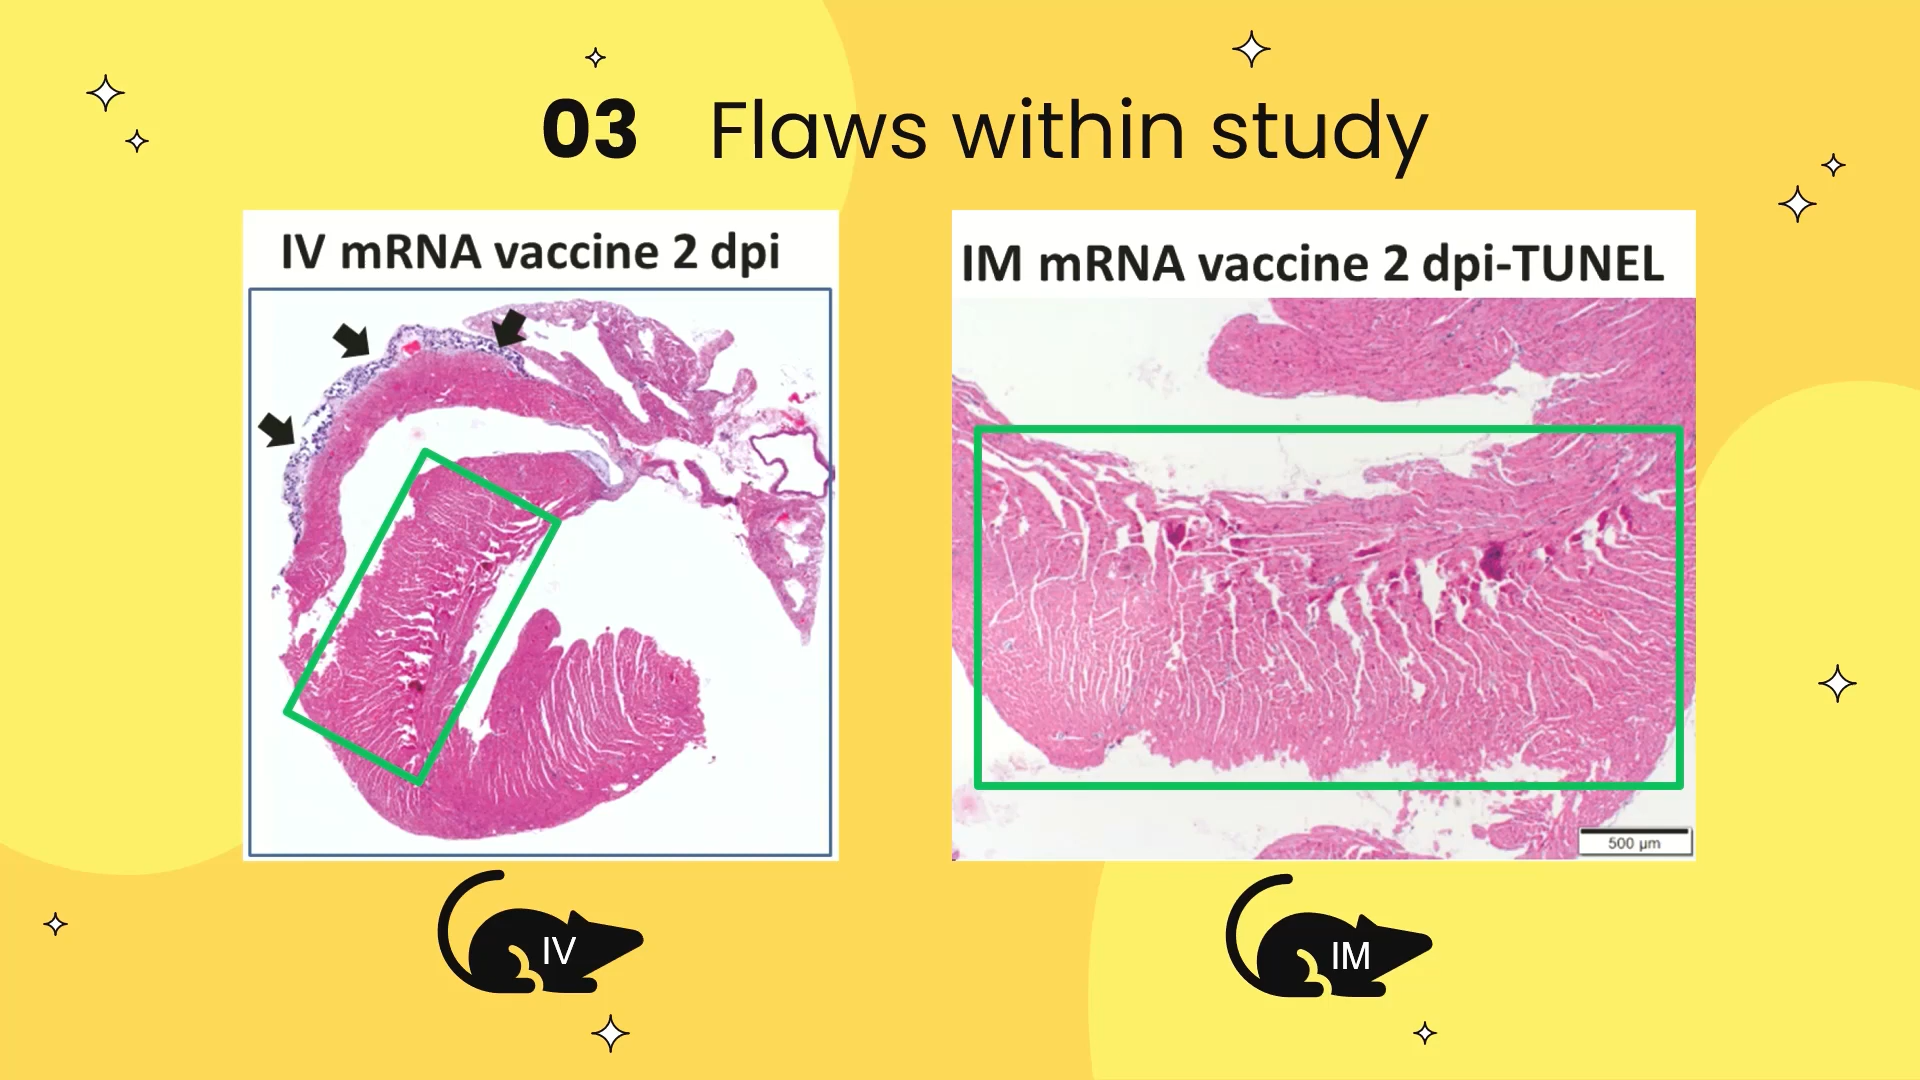 03 Flaws within study
IV mRNA vaccine 2 dpi
IM mRNA vaccine 2 dpi-TUNEL
500 µm
IV
IM